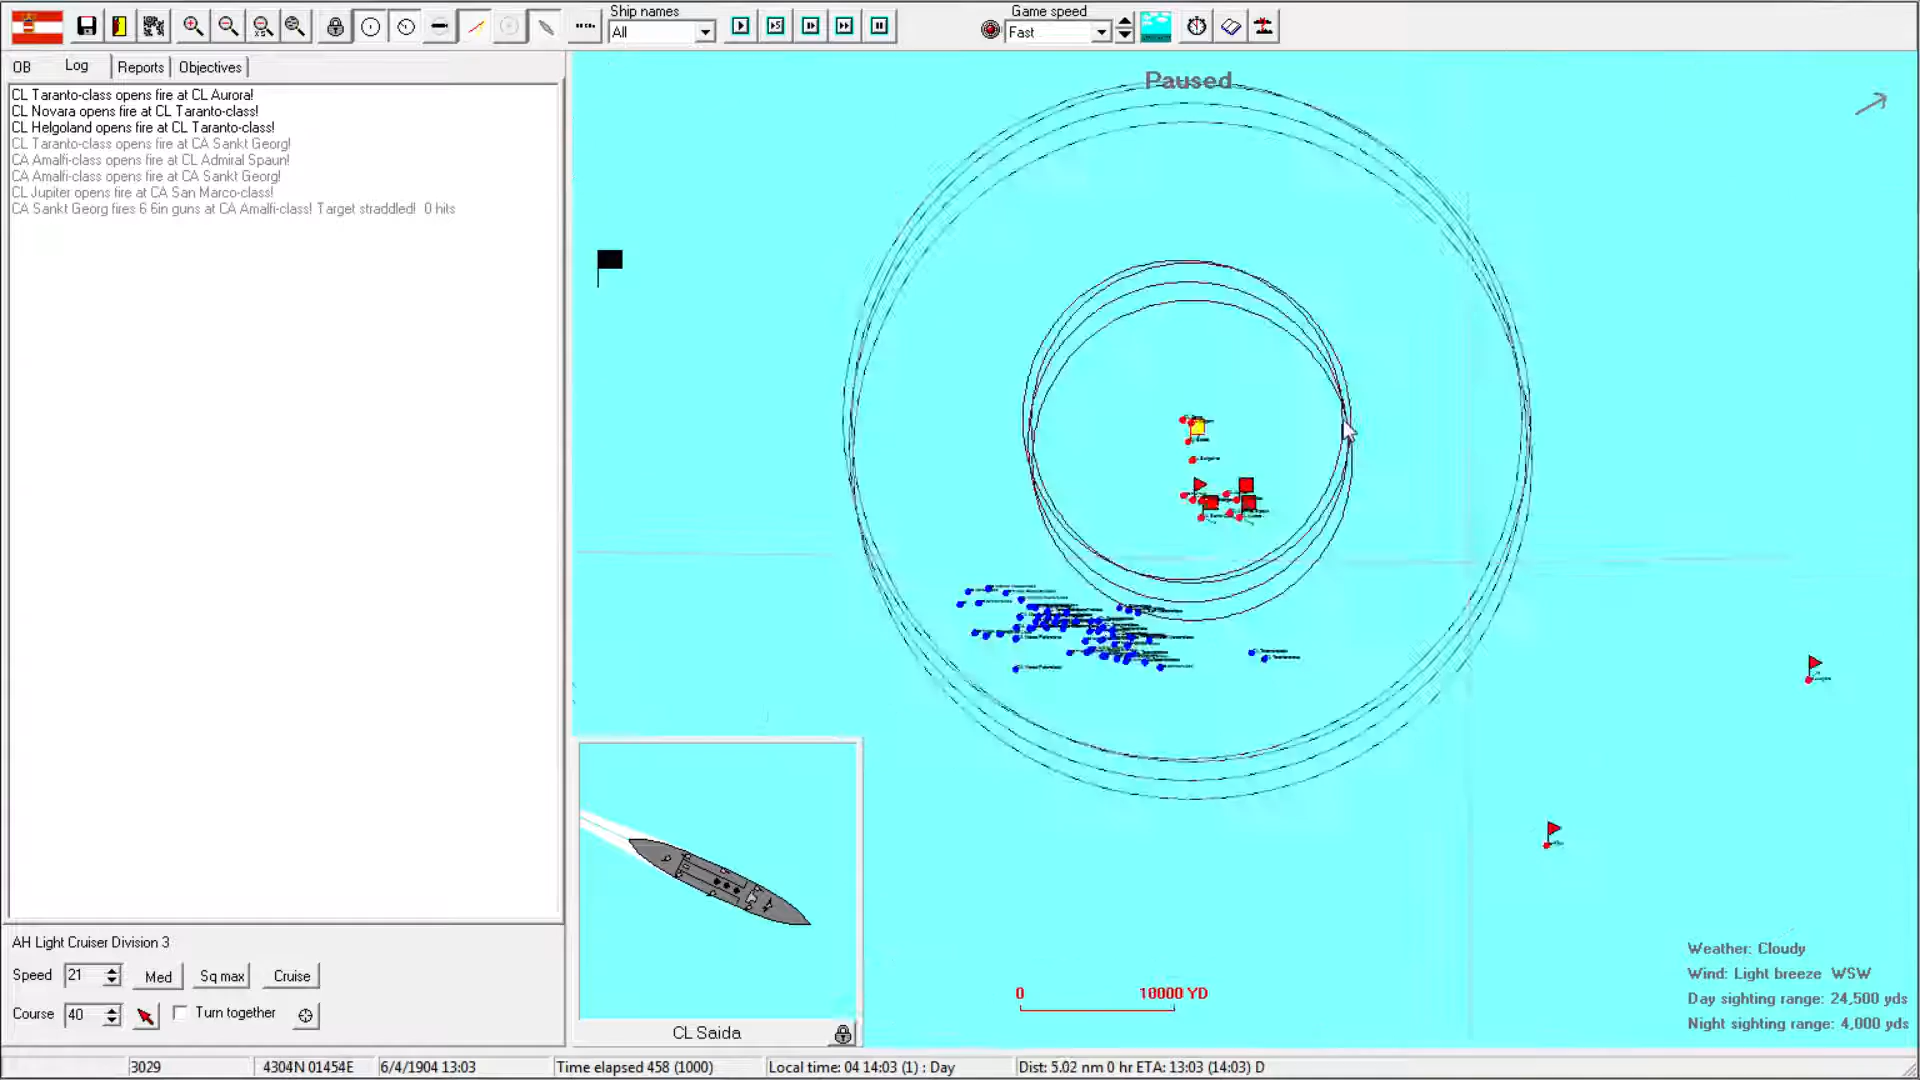 Ship names
All
Game speed
Fast
OB
Log
Reports
Objectives
CL Taranto-class opens fire at CL Aurora!
CL Novara opens fire at CL Taranto-class!
CL Helgoland opens fire at CL Taranto-class!
CL Taranto-class opens fire at CA Sankt Georg!
CA Amalfi-class opens fire at CL Admiral Spaun!
CA Amalfi-class opens fire at CA Sankt Georg!
CL Jupiter opens fire at CA San Marco-class!
CA Sankt Georg fires 6 6in guns at CA Amalfi-class! Target straddled!  0 hits
Paused
AH Light Cruiser Division 3
Speed 21 Med Sq max Cruise
Course 40 Turn together
CL Saida
0 10000 YD
Weather: Cloudy
Wind: Light breeze  WSW
Day sighting range: 24,500 yds
Night sighting range: 4,000 yds
3029
4304N 01454E
6/4/1904 13:03
Time elapsed 458 (1000)
Local time: 04 14:03 (1) : Day
Dist: 5.02 nm 0 hr ETA: 13:03 (14:03) D